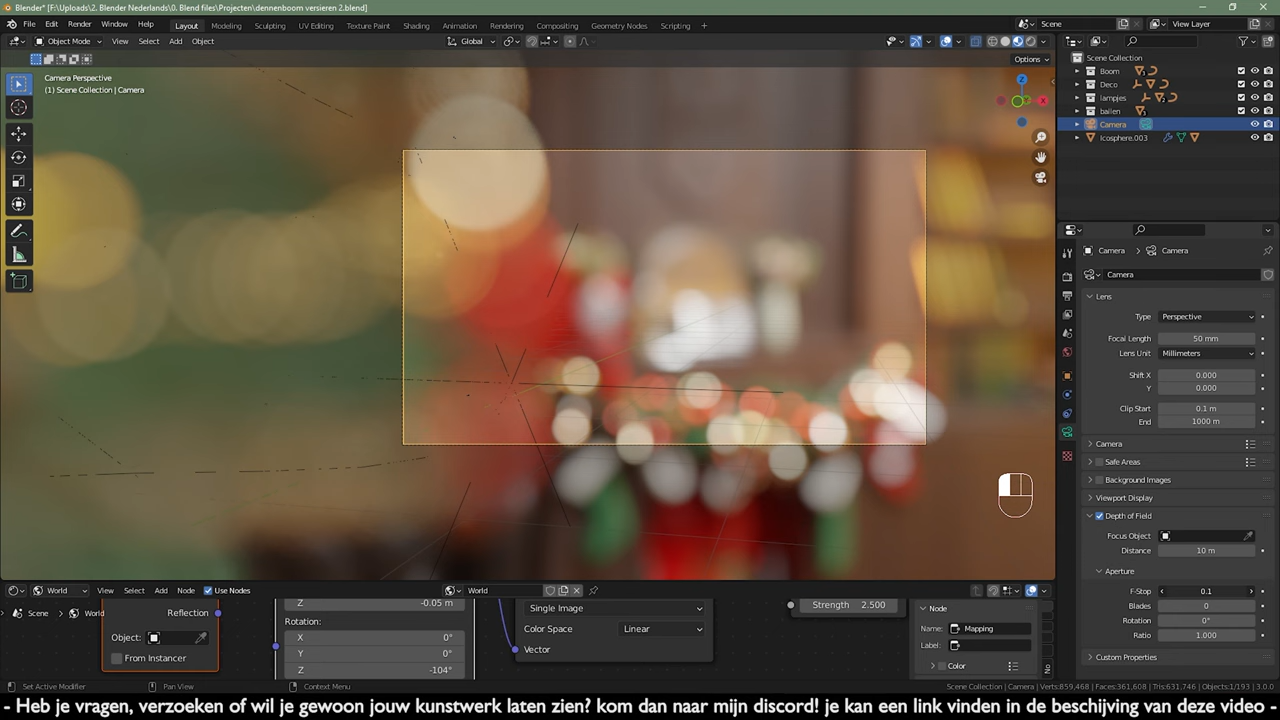 Blender* [F:\Uploads\2. Blender Nederlands\0. Blend files\Projecten\dennenboom versieren 2.blend]
File Edit Render Window Help Layout Modeling Sculpting UV Editing Texture Paint Shading Animation Rendering Compositing Geometry Nodes Scripting + Scene View Layer
Object Mode View Select Add Object Global
Options
Camera Perspective
(1) Scene Collection | Camera
Z
X
Scene Collection
Boom
Deco
lampjes
ballen
Camera
Icosphere.003
Camera Camera
Camera
Lens
Type Perspective
Focal Length 50 mm
Lens Unit Millimeters
Shift X 0.000
Y 0.000
Clip Start 0.1 m
End 1000 m
Camera
Safe Areas
Background Images
Viewport Display
Depth of Field
Focus Object
Distance 10 m
Aperture
F-Stop 0.1
Blades 0
Rotation 0°
Ratio 1.000
Custom Properties
World View Select Add Node Use Nodes World
Scene World
Reflection
Object:
From Instancer
Z -0.05 m
Rotation:
X 0°
Y 0°
Z -104°
Single Image
Color Space Linear
Vector
Strength 2.500
Node
Name: Mapping
Label:
Color
No
Set Active Modifier Pan View Context Menu Scene Collection | Camera | Verts:859,468 | Faces:361,608 | Tris:631,746 | Objects:1/193 | 3.0.0
- Heb je vragen, verzoeken of wil je gewoon jouw kunstwerk laten zien? kom dan naar mijn discord! je kan een link vinden in de beschrijving van deze video -